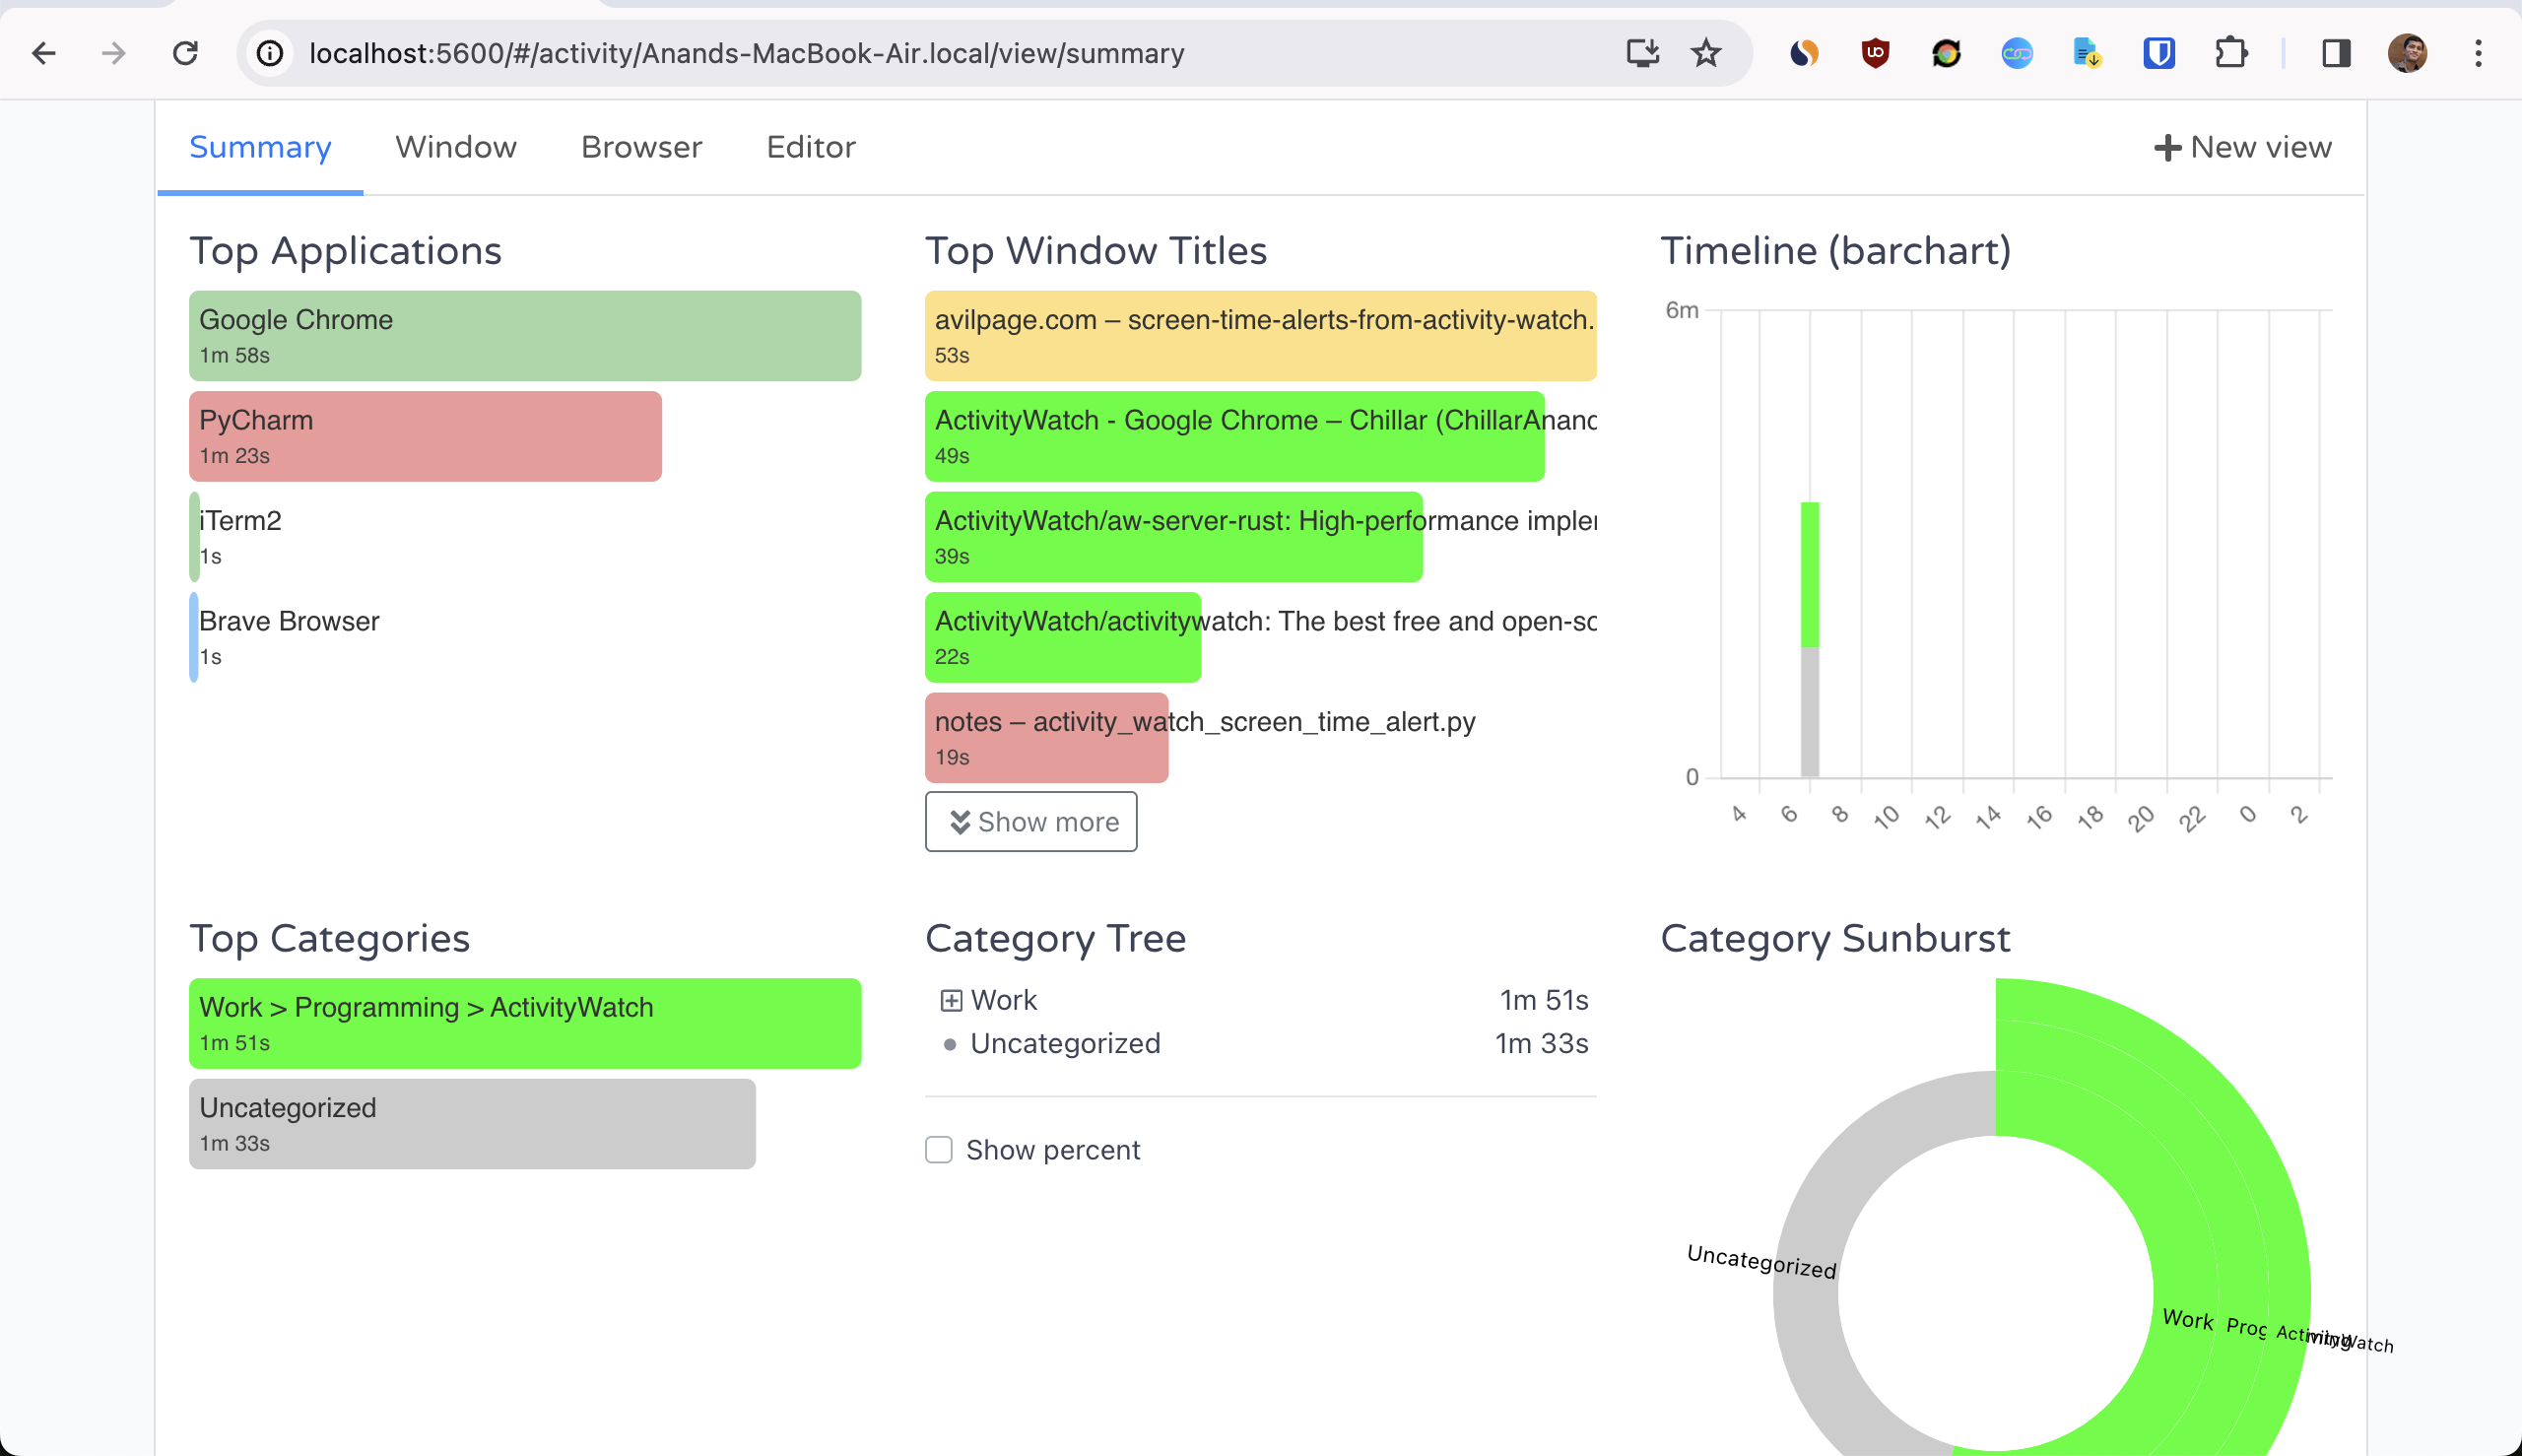 localhost:5600/#/activity/Anands-MacBook-Air.local/view/summary
Summary Window Browser Editor New view
Top Applications
Google Chrome
1m 58s
PyCharm
1m 23s
iTerm2
1s
Brave Browser
1s
Top Window Titles
avilpage.com – screen-time-alerts-from-activity-watch.
53s
ActivityWatch - Google Chrome – Chillar (ChillarAnanc
49s
ActivityWatch/aw-server-rust: High-performance impler
39s
ActivityWatch/activitywatch: The best free and open-sc
22s
notes – activity_watch_screen_time_alert.py
19s
Show more
Timeline (barchart)
6m
0
4 6 8 10 12 14 16 18 20 22 0 2
Top Categories
Work > Programming > ActivityWatch
1m 51s
Uncategorized
1m 33s
Category Tree
Work 1m 51s
Uncategorized 1m 33s
Show percent
Category Sunburst
Uncategorized
Work Prog ActivityWatch